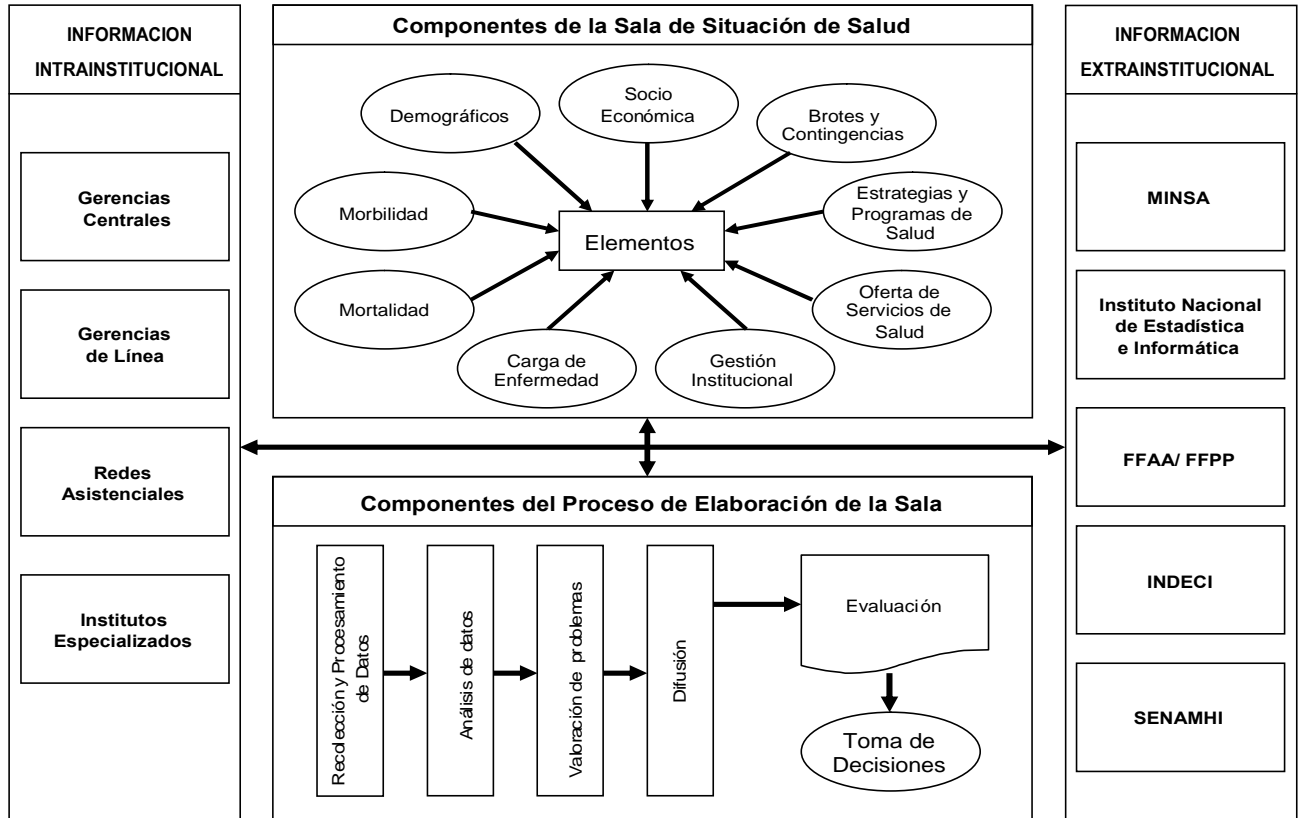 INFORMACION
INTRAINSTITUCIONAL
Gerencias
Centrales
Gerencias
de Línea
Redes
Asistenciales
Institutos
Especializados
Componentes de la Sala de Situación de Salud
Demográficos
Socio
Económica
Brotes y
Contingencias
Morbilidad
Estrategias y
Programas de
Salud
Elementos
Mortalidad
Oferta de
Servicios de
Salud
Carga de
Enfermedad
Gestión
Institucional
Componentes del Proceso de Elaboración de la Sala
Recolección y Procesamiento
de Datos
Análisis de datos
Valoración de problemas
Difusión
Evaluación
Toma de
Decisiones
INFORMACION
EXTRAINSTITUCIONAL
MINSA
Instituto Nacional
de Estadística
e Informática
FFAA/ FFPP
INDECI
SENAMHI